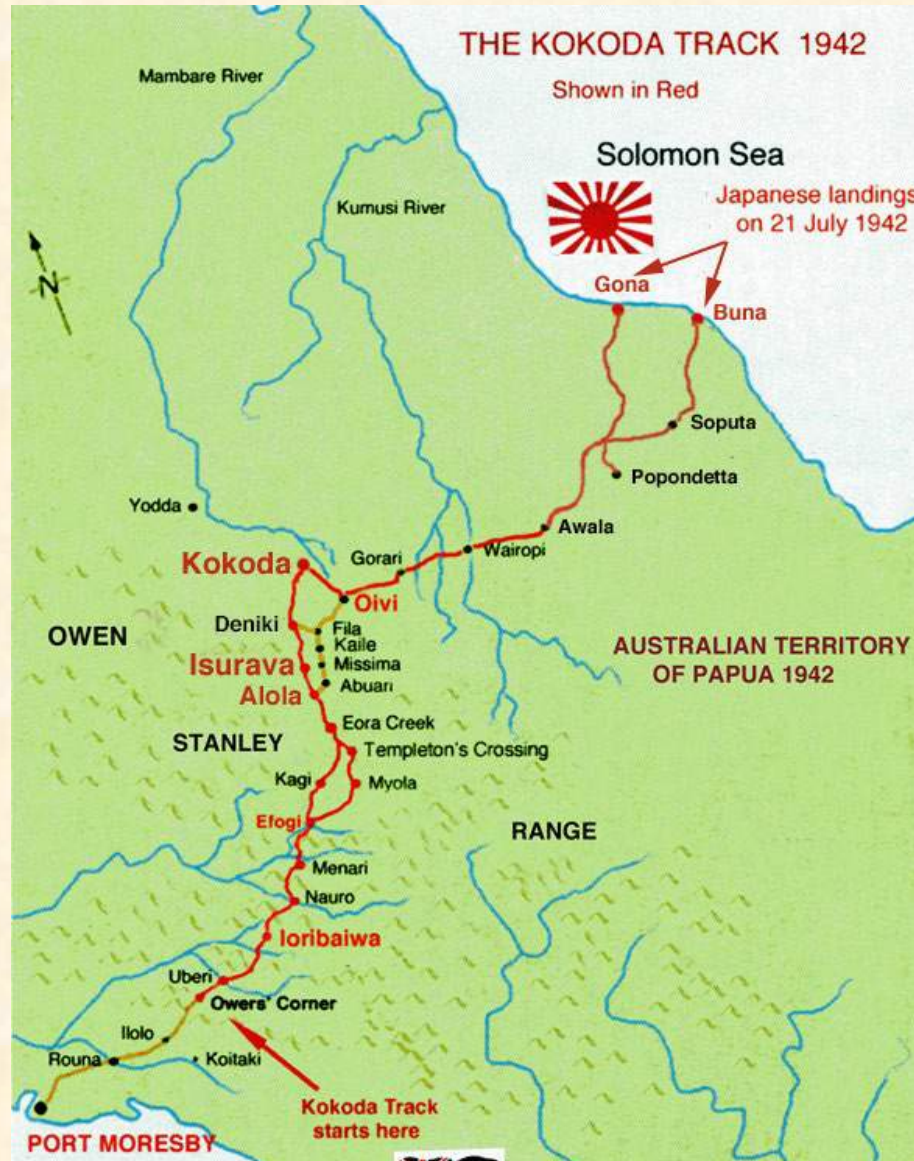 THE KOKODA TRACK 1942
Shown in Red
Mambare River
Solomon Sea
Kumusi River
Japanese landings
on 21 July 1942
N
Gona
Buna
Soputa
Popondetta
Yodda
Awala
Wairopi
Gorari
Kokoda
Oivi
Deniki
Fila
OWEN
Kaile
AUSTRALIAN TERRITORY
OF PAPUA 1942
Isurava
Missima
Abuari
Alola
Eora Creek
STANLEY
Templeton's Crossing
Kagi
Myola
Efogi
RANGE
Menari
Nauro
Ioribaiwa
Uberi
Owers' Corner
Ilolo
Rouna
Koitaki
Kokoda Track
starts here
PORT MORESBY